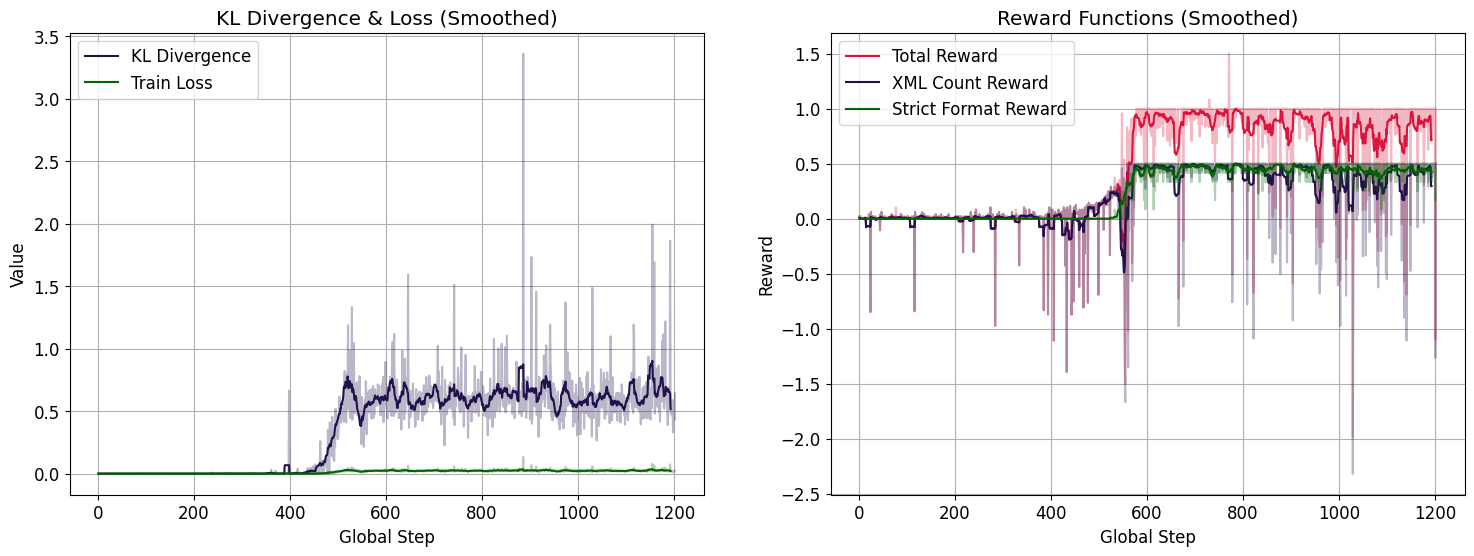 KL Divergence & Loss (Smoothed)
KL Divergence
Train Loss
Value
3.5
3.0
2.5
2.0
1.5
1.0
0.5
0.0
0 200 400 600 800 1000 1200
Global Step
Reward Functions (Smoothed)
Total Reward
XML Count Reward
Strict Format Reward
Reward
1.5
1.0
0.5
0.0
−0.5
−1.0
−1.5
−2.0
−2.5
0 200 400 600 800 1000 1200
Global Step